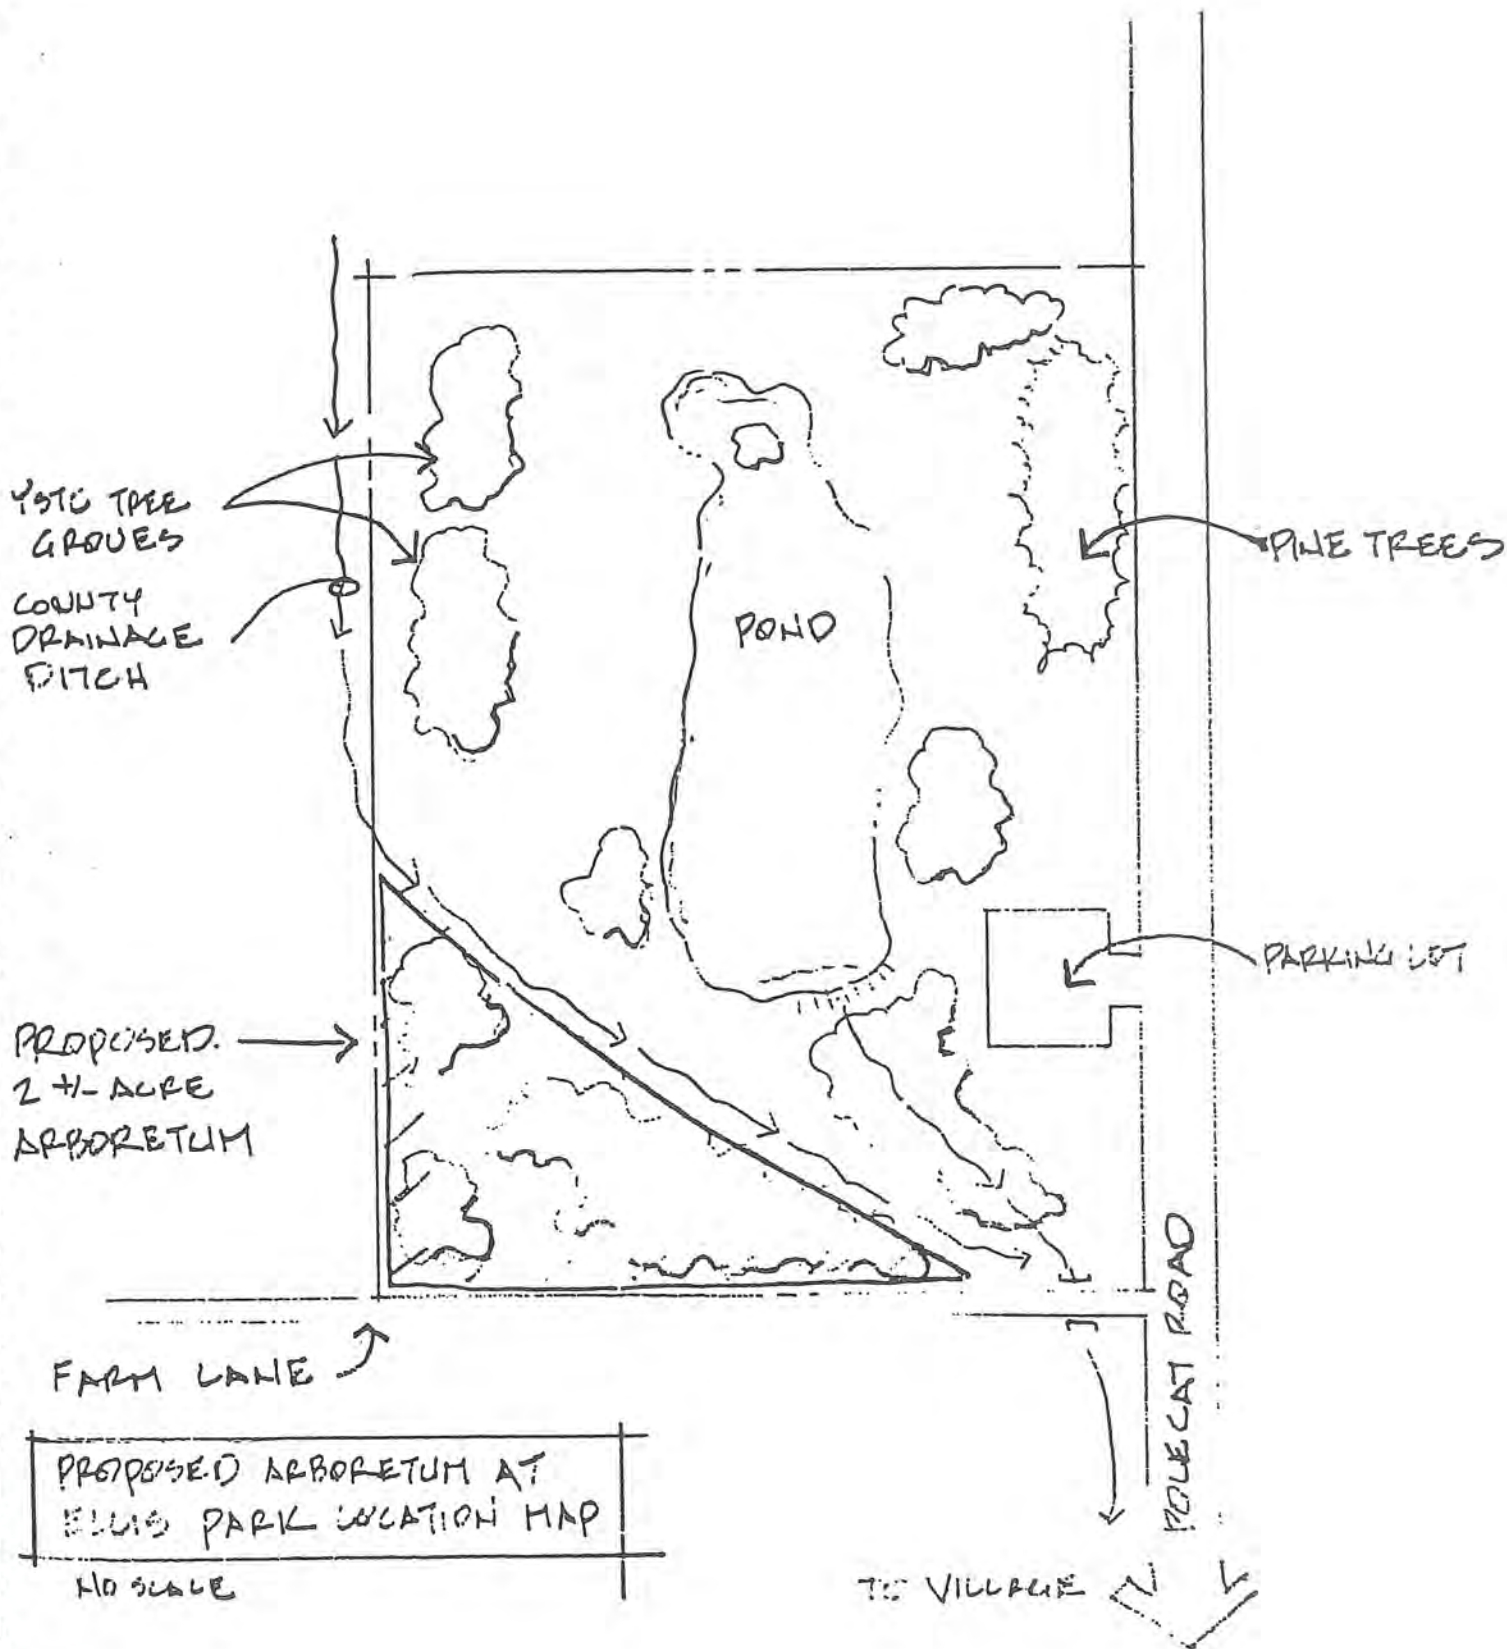 YSTC TREE
GROVES
COUNTY
DRAINAGE
DITCH
POND
PINE TREES
PARKING LOT
PROPOSED
2 +/- ACRE
ARBORETUM
FARM LANE
POLECAT ROAD
PROPOSED ARBORETUM AT
ELLIS PARK LOCATION MAP
NO SCALE
TO VILLAGE